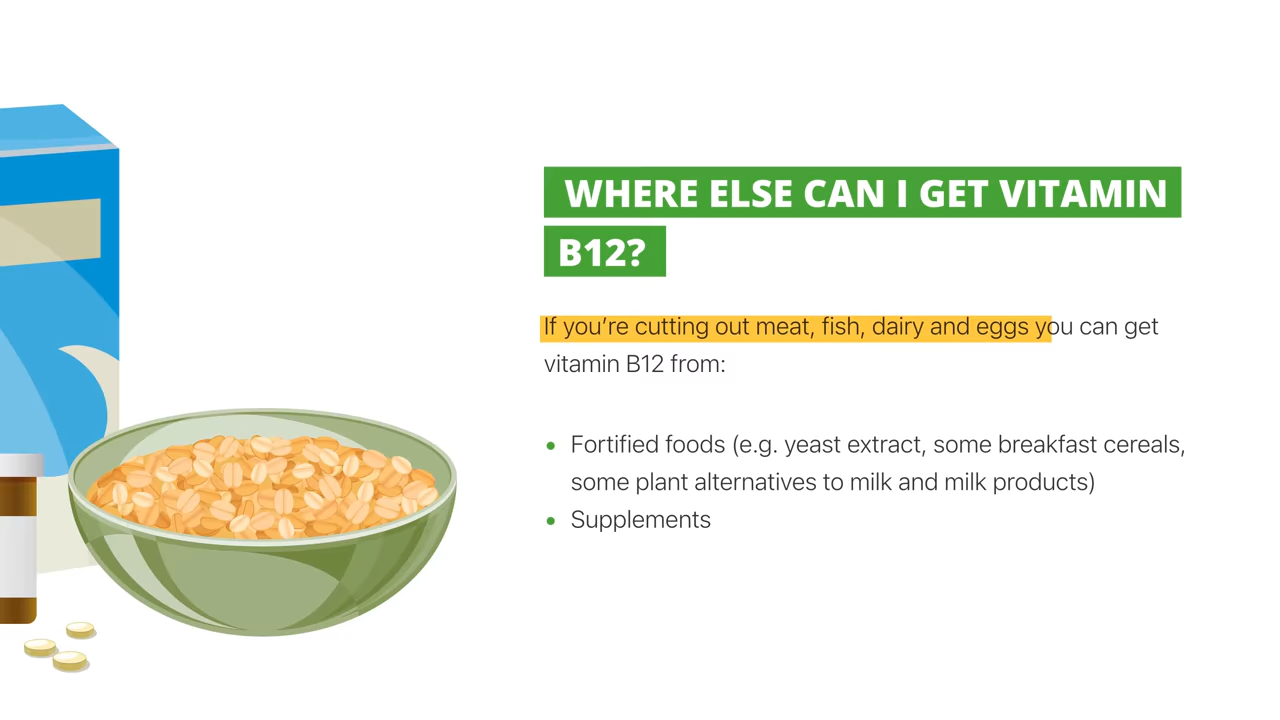 WHERE ELSE CAN I GET VITAMIN
B12?
If you’re cutting out meat, fish, dairy and eggs you can get
vitamin B12 from:
• Fortified foods (e.g. yeast extract, some breakfast cereals,
some plant alternatives to milk and milk products)
• Supplements